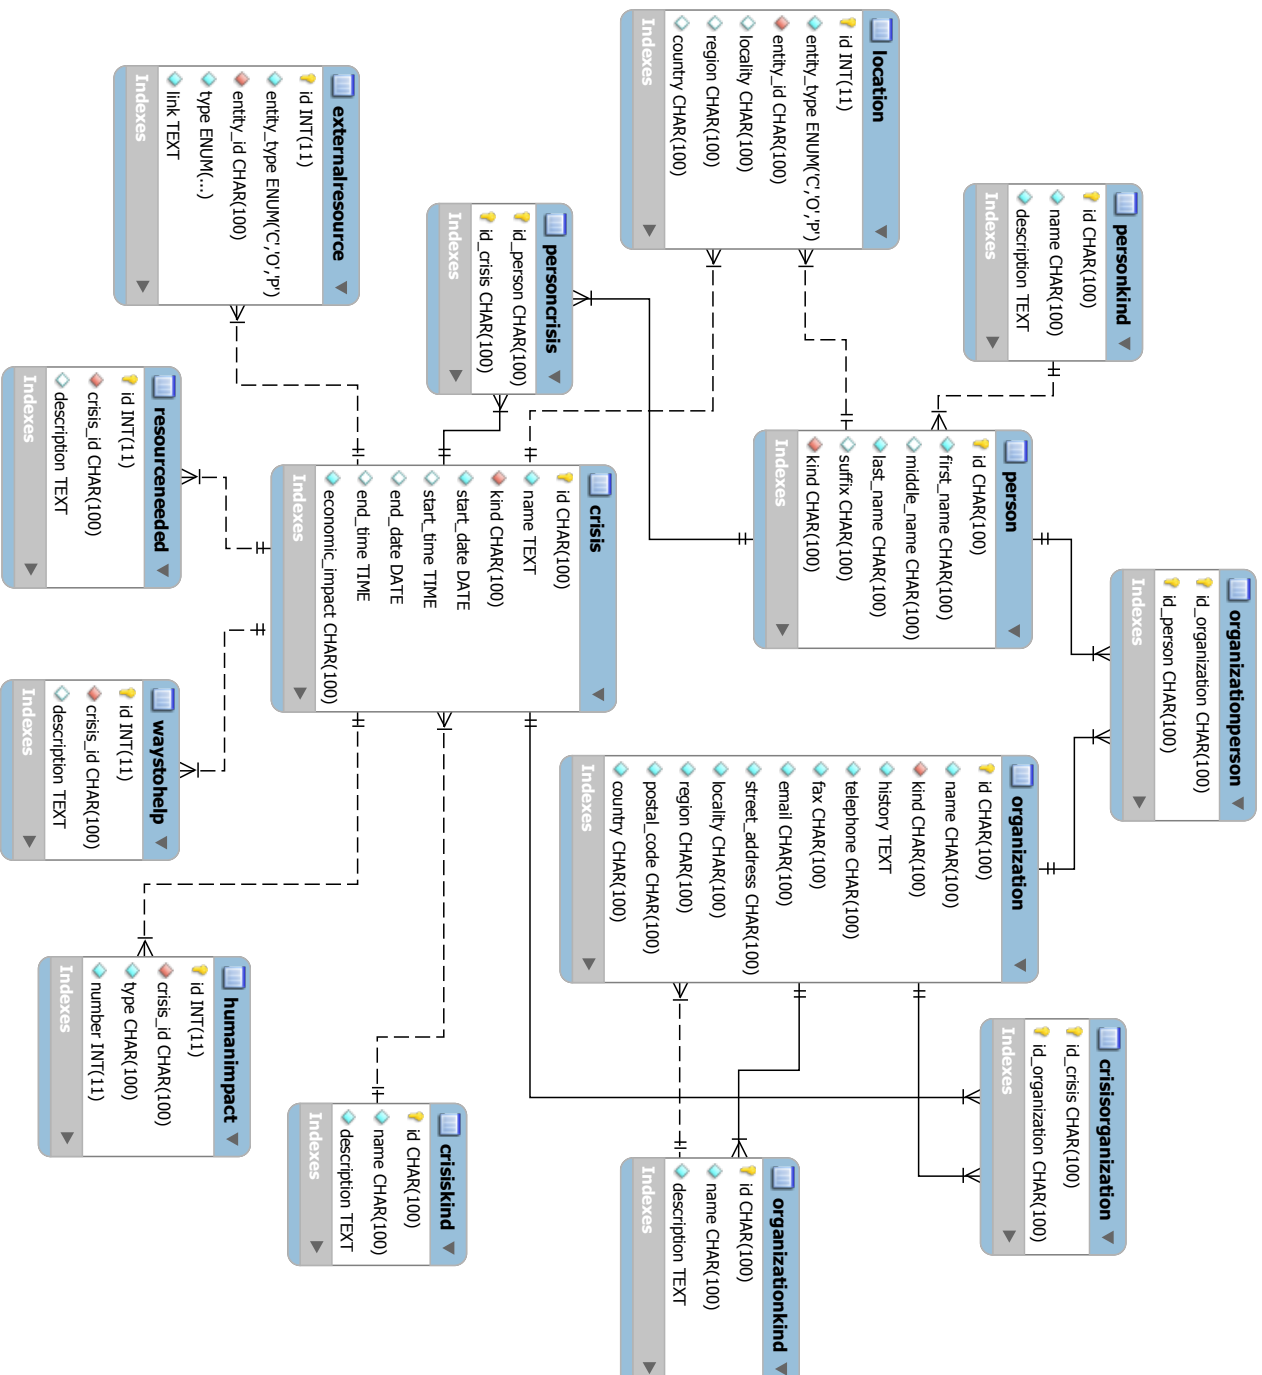 location
id INT(11)
entity_type ENUM('C','O','P')
entity_id CHAR(100)
locality CHAR(100)
region CHAR(100)
country CHAR(100)
Indexes
personkind
id CHAR(100)
name CHAR(100)
description TEXT
Indexes
externalresource
id INT(11)
entity_type ENUM('C','O','P')
entity_id CHAR(100)
type ENUM(...)
link TEXT
Indexes
personcrisis
id_person CHAR(100)
id_crisis CHAR(100)
Indexes
resourceneeded
id INT(11)
crisis_id CHAR(100)
description TEXT
Indexes
crisis
id CHAR(100)
name TEXT
kind CHAR(100)
start_date DATE
start_time TIME
end_date DATE
end_time TIME
economic_impact CHAR(100)
Indexes
person
id CHAR(100)
first_name CHAR(100)
middle_name CHAR(100)
last_name CHAR(100)
suffix CHAR(100)
kind CHAR(100)
Indexes
organizationperson
id_organization CHAR(100)
id_person CHAR(100)
Indexes
waystohelp
id INT(11)
crisis_id CHAR(100)
description TEXT
Indexes
organization
id CHAR(100)
name CHAR(100)
kind CHAR(100)
history TEXT
telephone CHAR(100)
fax CHAR(100)
email CHAR(100)
street_address CHAR(100)
locality CHAR(100)
region CHAR(100)
postal_code CHAR(100)
country CHAR(100)
Indexes
humanimpact
id INT(11)
crisis_id CHAR(100)
type CHAR(100)
number INT(11)
Indexes
crisiskind
id CHAR(100)
name CHAR(100)
description TEXT
Indexes
crisisorganization
id_crisis CHAR(100)
id_organization CHAR(100)
Indexes
organizationkind
id CHAR(100)
name CHAR(100)
description TEXT
Indexes